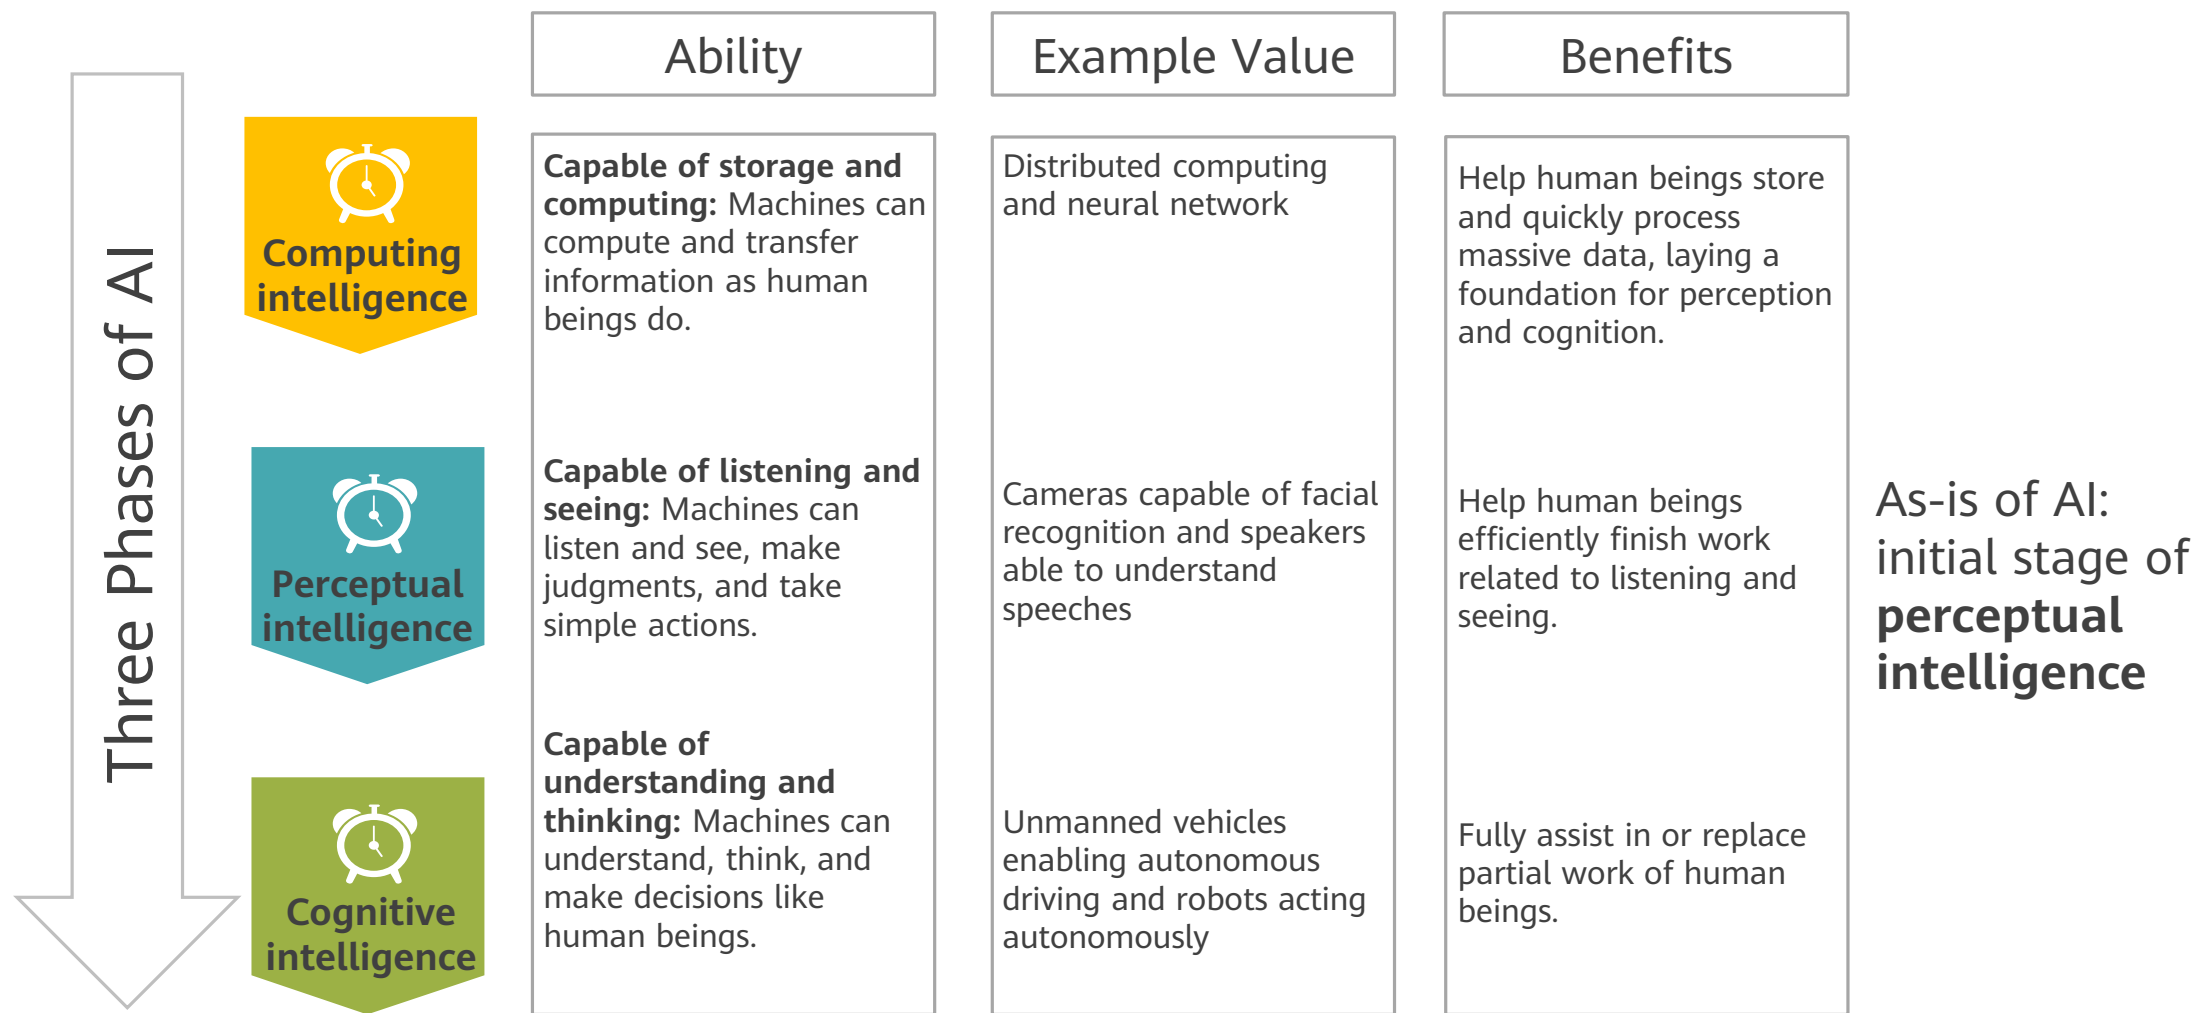 Three Phases of AI
Ability
Example Value
Benefits
Computing
intelligence
Capable of storage and
computing: Machines can
compute and transfer
information as human
beings do.
Distributed computing
and neural network
Help human beings store
and quickly process
massive data, laying a
foundation for perception
and cognition.
Perceptual
intelligence
Capable of listening and
seeing: Machines can
listen and see, make
judgments, and take
simple actions.
Cameras capable of facial
recognition and speakers
able to understand
speeches
Help human beings
efficiently finish work
related to listening and
seeing.
As-is of AI:
initial stage of
perceptual
intelligence
Cognitive
intelligence
Capable of
understanding and
thinking: Machines can
understand, think, and
make decisions like
human beings.
Unmanned vehicles
enabling autonomous
driving and robots acting
autonomously
Fully assist in or replace
partial work of human
beings.